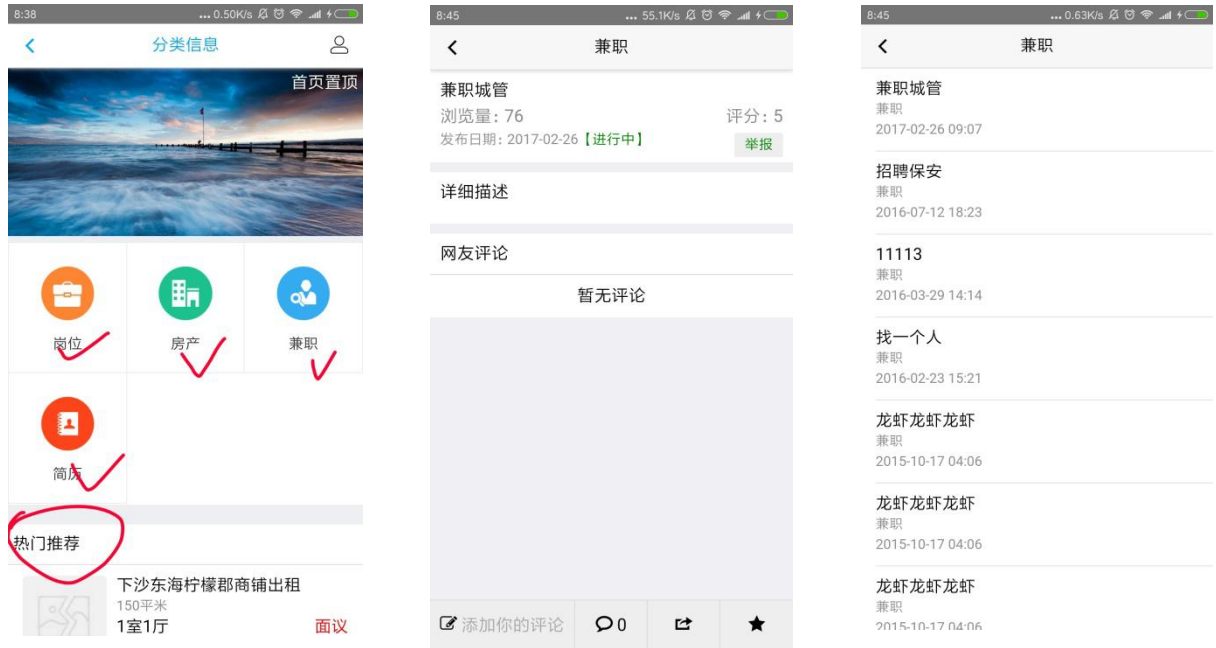 8:38
... 0.50K/s
分类信息
首页置顶
岗位
房产
兼职
简历
热门推荐
下沙东海柠檬郡商铺出租
150平米
1室1厅
面议
8:45
... 55.1K/s
兼职
兼职城管
浏览量: 76
评分: 5
发布日期: 2017-02-26【进行中】
举报
详细描述
网友评论
暂无评论
添加你的评论
0
8:45
... 0.63K/s
兼职
兼职城管
兼职
2017-02-26 09:07
招聘保安
兼职
2016-07-12 18:23
11113
兼职
2016-03-29 14:14
找一个人
兼职
2016-02-23 15:21
龙虾龙虾龙虾
兼职
2015-10-17 04:06
龙虾龙虾龙虾
兼职
2015-10-17 04:06
龙虾龙虾龙虾
兼职
2015-10-17 04:06